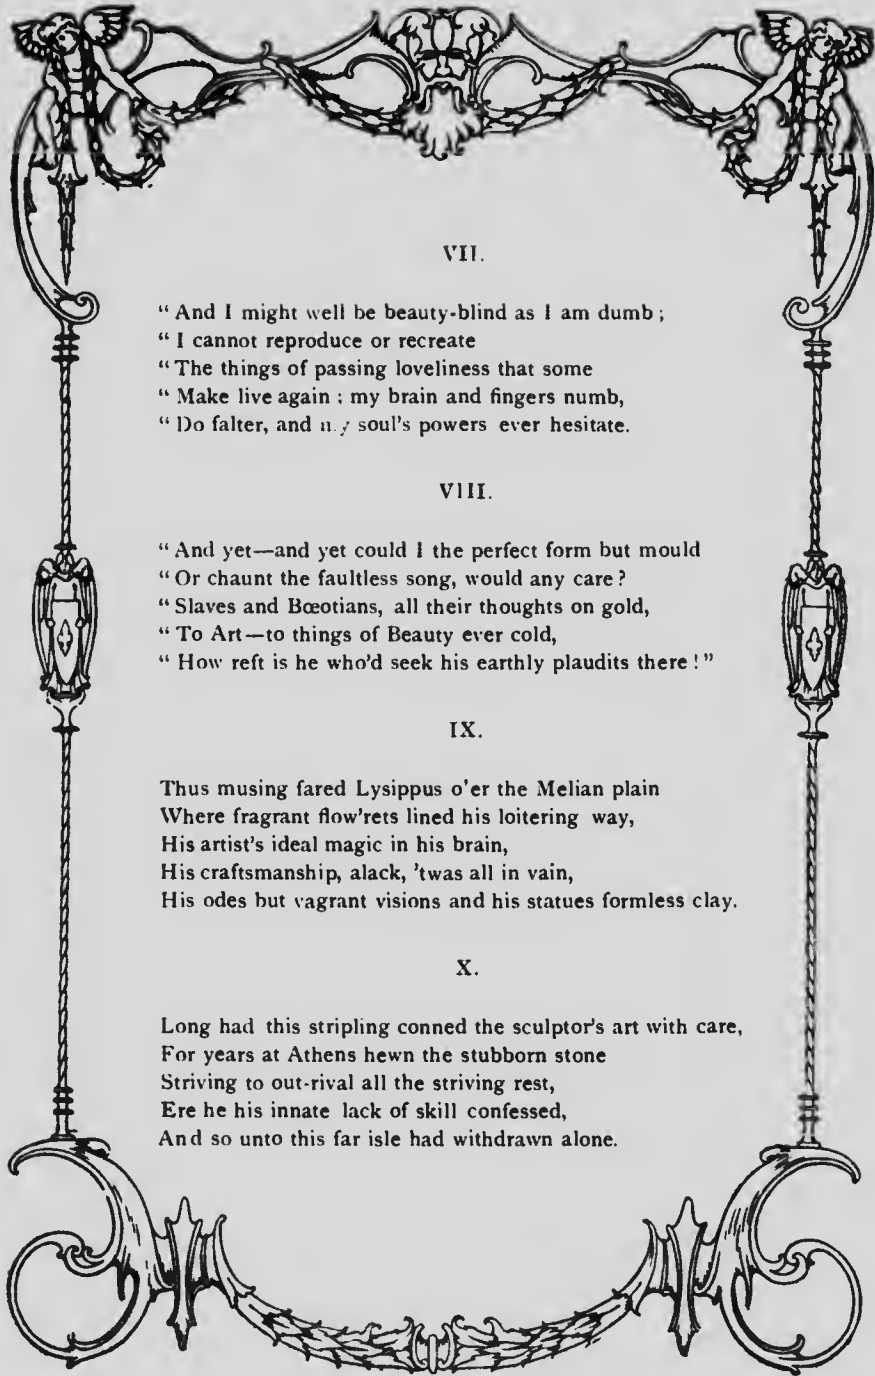 VII.
“ And I might well be beauty-blind as I am dumb ;
“ I cannot reproduce or recreate
“ The things of passing loveliness that some
“ Make live again ; my brain and fingers numb,
“ Do falter, and my soul's powers ever hesitate.
VIII.
“ And yet—and yet could I the perfect form but mould
“ Or chaunt the faultless song, would any care ?
“ Slaves and Bœotians, all their thoughts on gold,
“ To Art—to things of Beauty ever cold,
“ How reft is he who'd seek his earthly plaudits there ! ”
IX.
Thus musing fared Lysippus o'er the Melian plain
Where fragrant flow'rets lined his loitering way,
His artist's ideal magic in his brain,
His craftsmanship, alack, 'twas all in vain,
His odes but vagrant visions and his statues formless clay.
X.
Long had this stripling conned the sculptor's art with care,
For years at Athens hewn the stubborn stone
Striving to out-rival all the striving rest,
Ere he his innate lack of skill confessed,
And so unto this far isle had withdrawn alone.